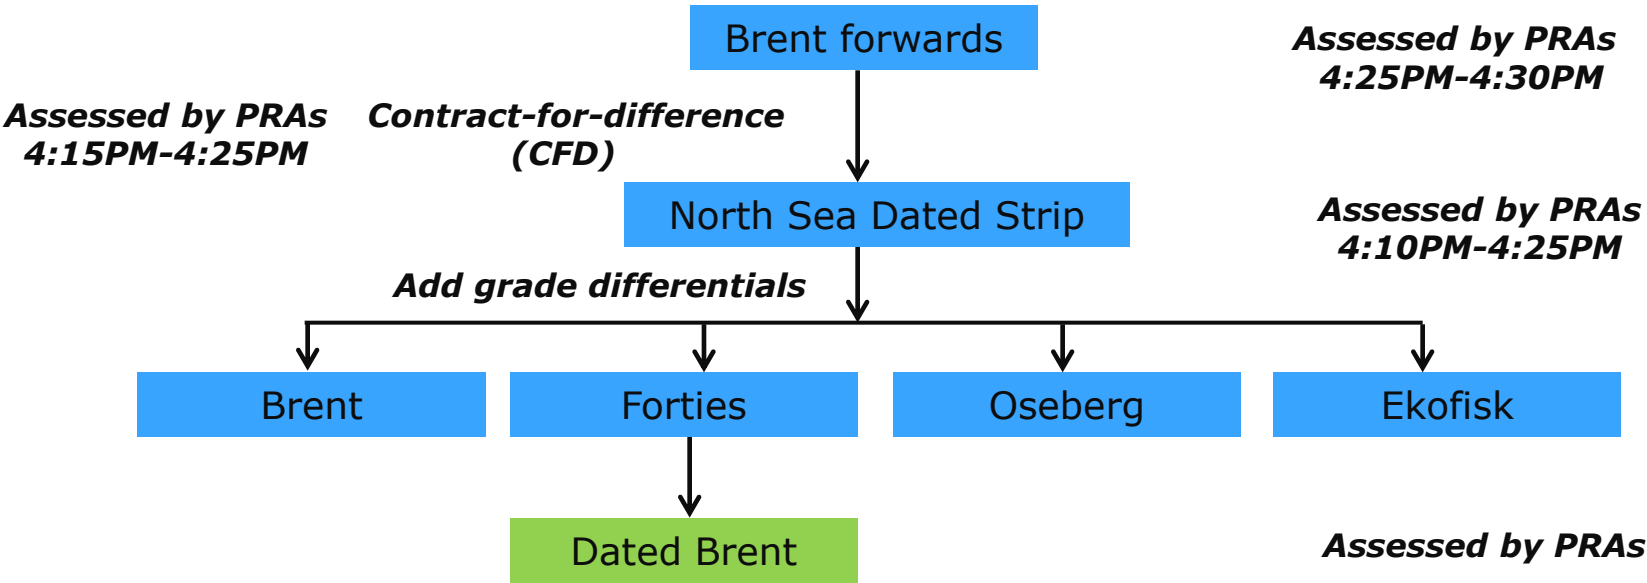 Brent forwards
Assessed by PRAs
4:25PM-4:30PM
Assessed by PRAs
4:15PM-4:25PM
Contract-for-difference
(CFD)
North Sea Dated Strip
Assessed by PRAs
4:10PM-4:25PM
Add grade differentials
Brent
Forties
Oseberg
Ekofisk
Dated Brent
Assessed by PRAs